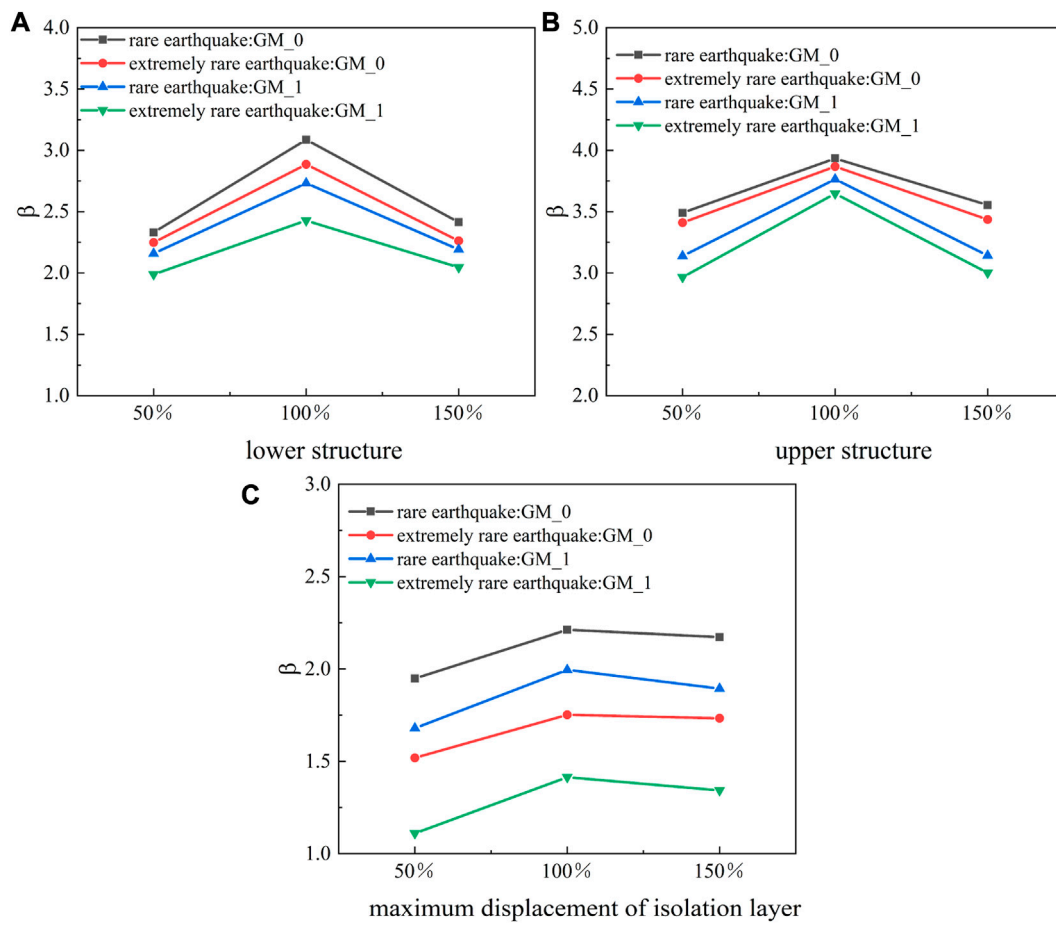 A
4.0
3.5
3.0
2.5
2.0
1.5
1.0
β
rare earthquake:GM_0
extremely rare earthquake:GM_0
rare earthquake:GM_1
extremely rare earthquake:GM_1
50% 100% 150%
lower structure
B
5.0
4.5
4.0
3.5
3.0
2.5
2.0
β
rare earthquake:GM_0
extremely rare earthquake:GM_0
rare earthquake:GM_1
extremely rare earthquake:GM_1
50% 100% 150%
upper structure
C
3.0
2.5
2.0
1.5
1.0
β
rare earthquake:GM_0
extremely rare earthquake:GM_0
rare earthquake:GM_1
extremely rare earthquake:GM_1
50% 100% 150%
maximum displacement of isolation layer